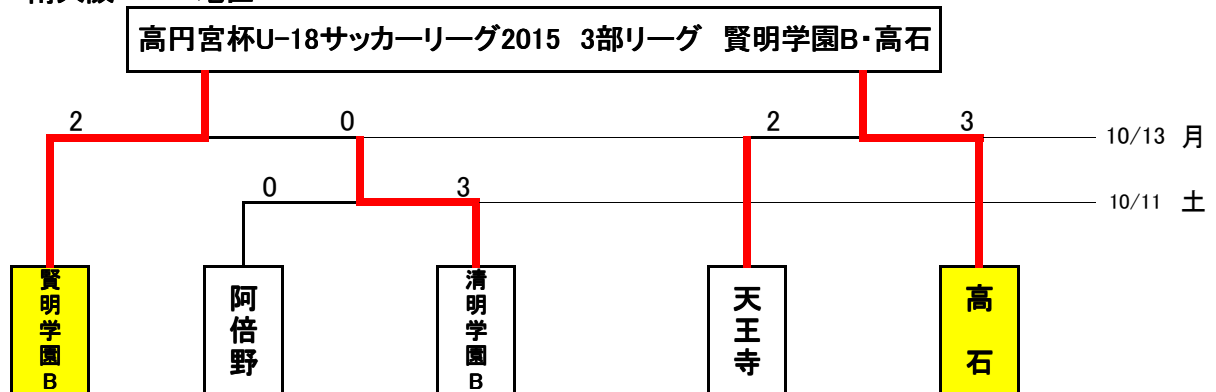 高円宮杯U-18サッカーリーグ2015 3部リーグ 賢明学園B・高石
2 0 2 3 10/13 月
0 3 10/11 土
賢明学園B 阿倍野 清明学園B 天王寺 高石